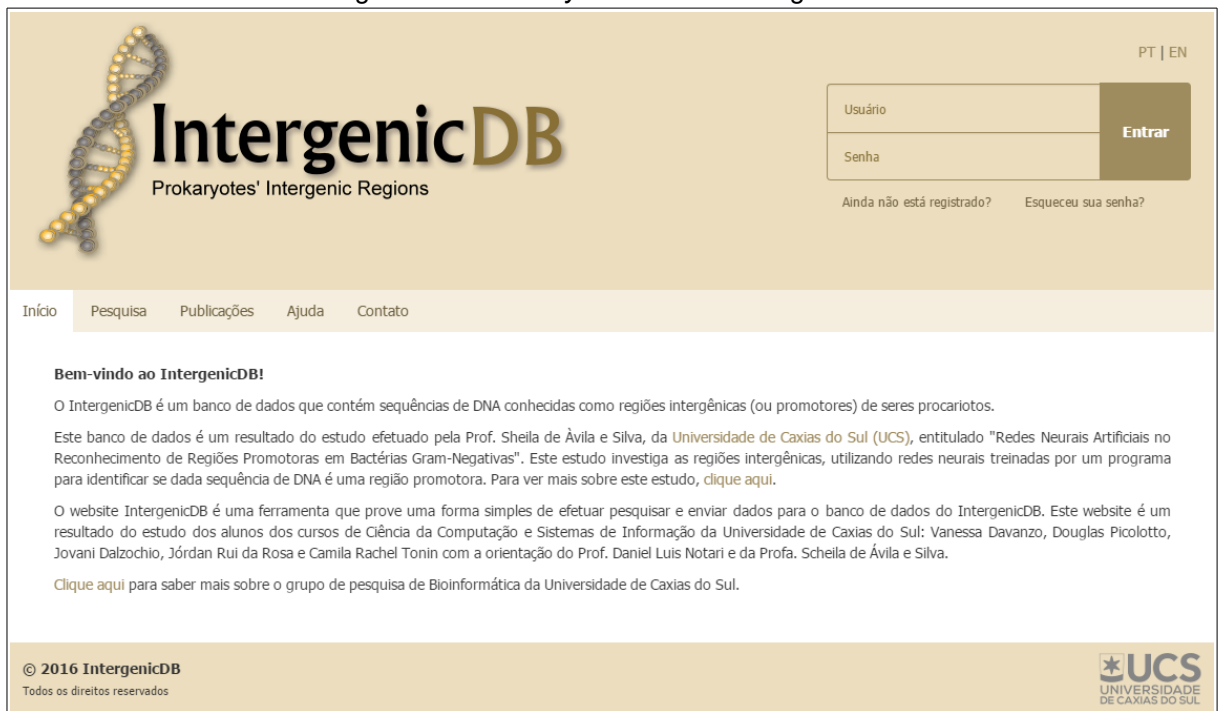 PT | EN
IntergenicDB
Prokaryotes' Intergenic Regions
Usuário
Senha
Entrar
Ainda não está registrado? Esqueceu sua senha?
Início Pesquisa Publicações Ajuda Contato
Bem-vindo ao IntergenicDB!
O IntergenicDB é um banco de dados que contém sequências de DNA conhecidas como regiões intergênicas (ou promotores) de seres procariotos.
Este banco de dados é um resultado do estudo efetuado pela Prof. Sheila de Àvila e Silva, da Universidade de Caxias do Sul (UCS), entitulado "Redes Neurais Artificiais no
Reconhecimento de Regiões Promotoras em Bactérias Gram-Negativas". Este estudo investiga as regiões intergênicas, utilizando redes neurais treinadas por um programa
para identificar se dada sequência de DNA é uma região promotora. Para ver mais sobre este estudo, clique aqui.
O website IntergenicDB é uma ferramenta que prove uma forma simples de efetuar pesquisar e enviar dados para o banco de dados do IntergenicDB. Este website é um
resultado do estudo dos alunos dos cursos de Ciência da Computação e Sistemas de Informação da Universidade de Caxias do Sul: Vanessa Davanzo, Douglas Picolotto,
Jovani Dalzochio, Jórdan Rui da Rosa e Camila Rachel Tonin com a orientação do Prof. Daniel Luis Notari e da Profa. Scheila de Ávila e Silva.
Clique aqui para saber mais sobre o grupo de pesquisa de Bioinformática da Universidade de Caxias do Sul.
© 2016 IntergenicDB
Todos os direitos reservados
UCS
UNIVERSIDADE
DE CAXIAS DO SUL